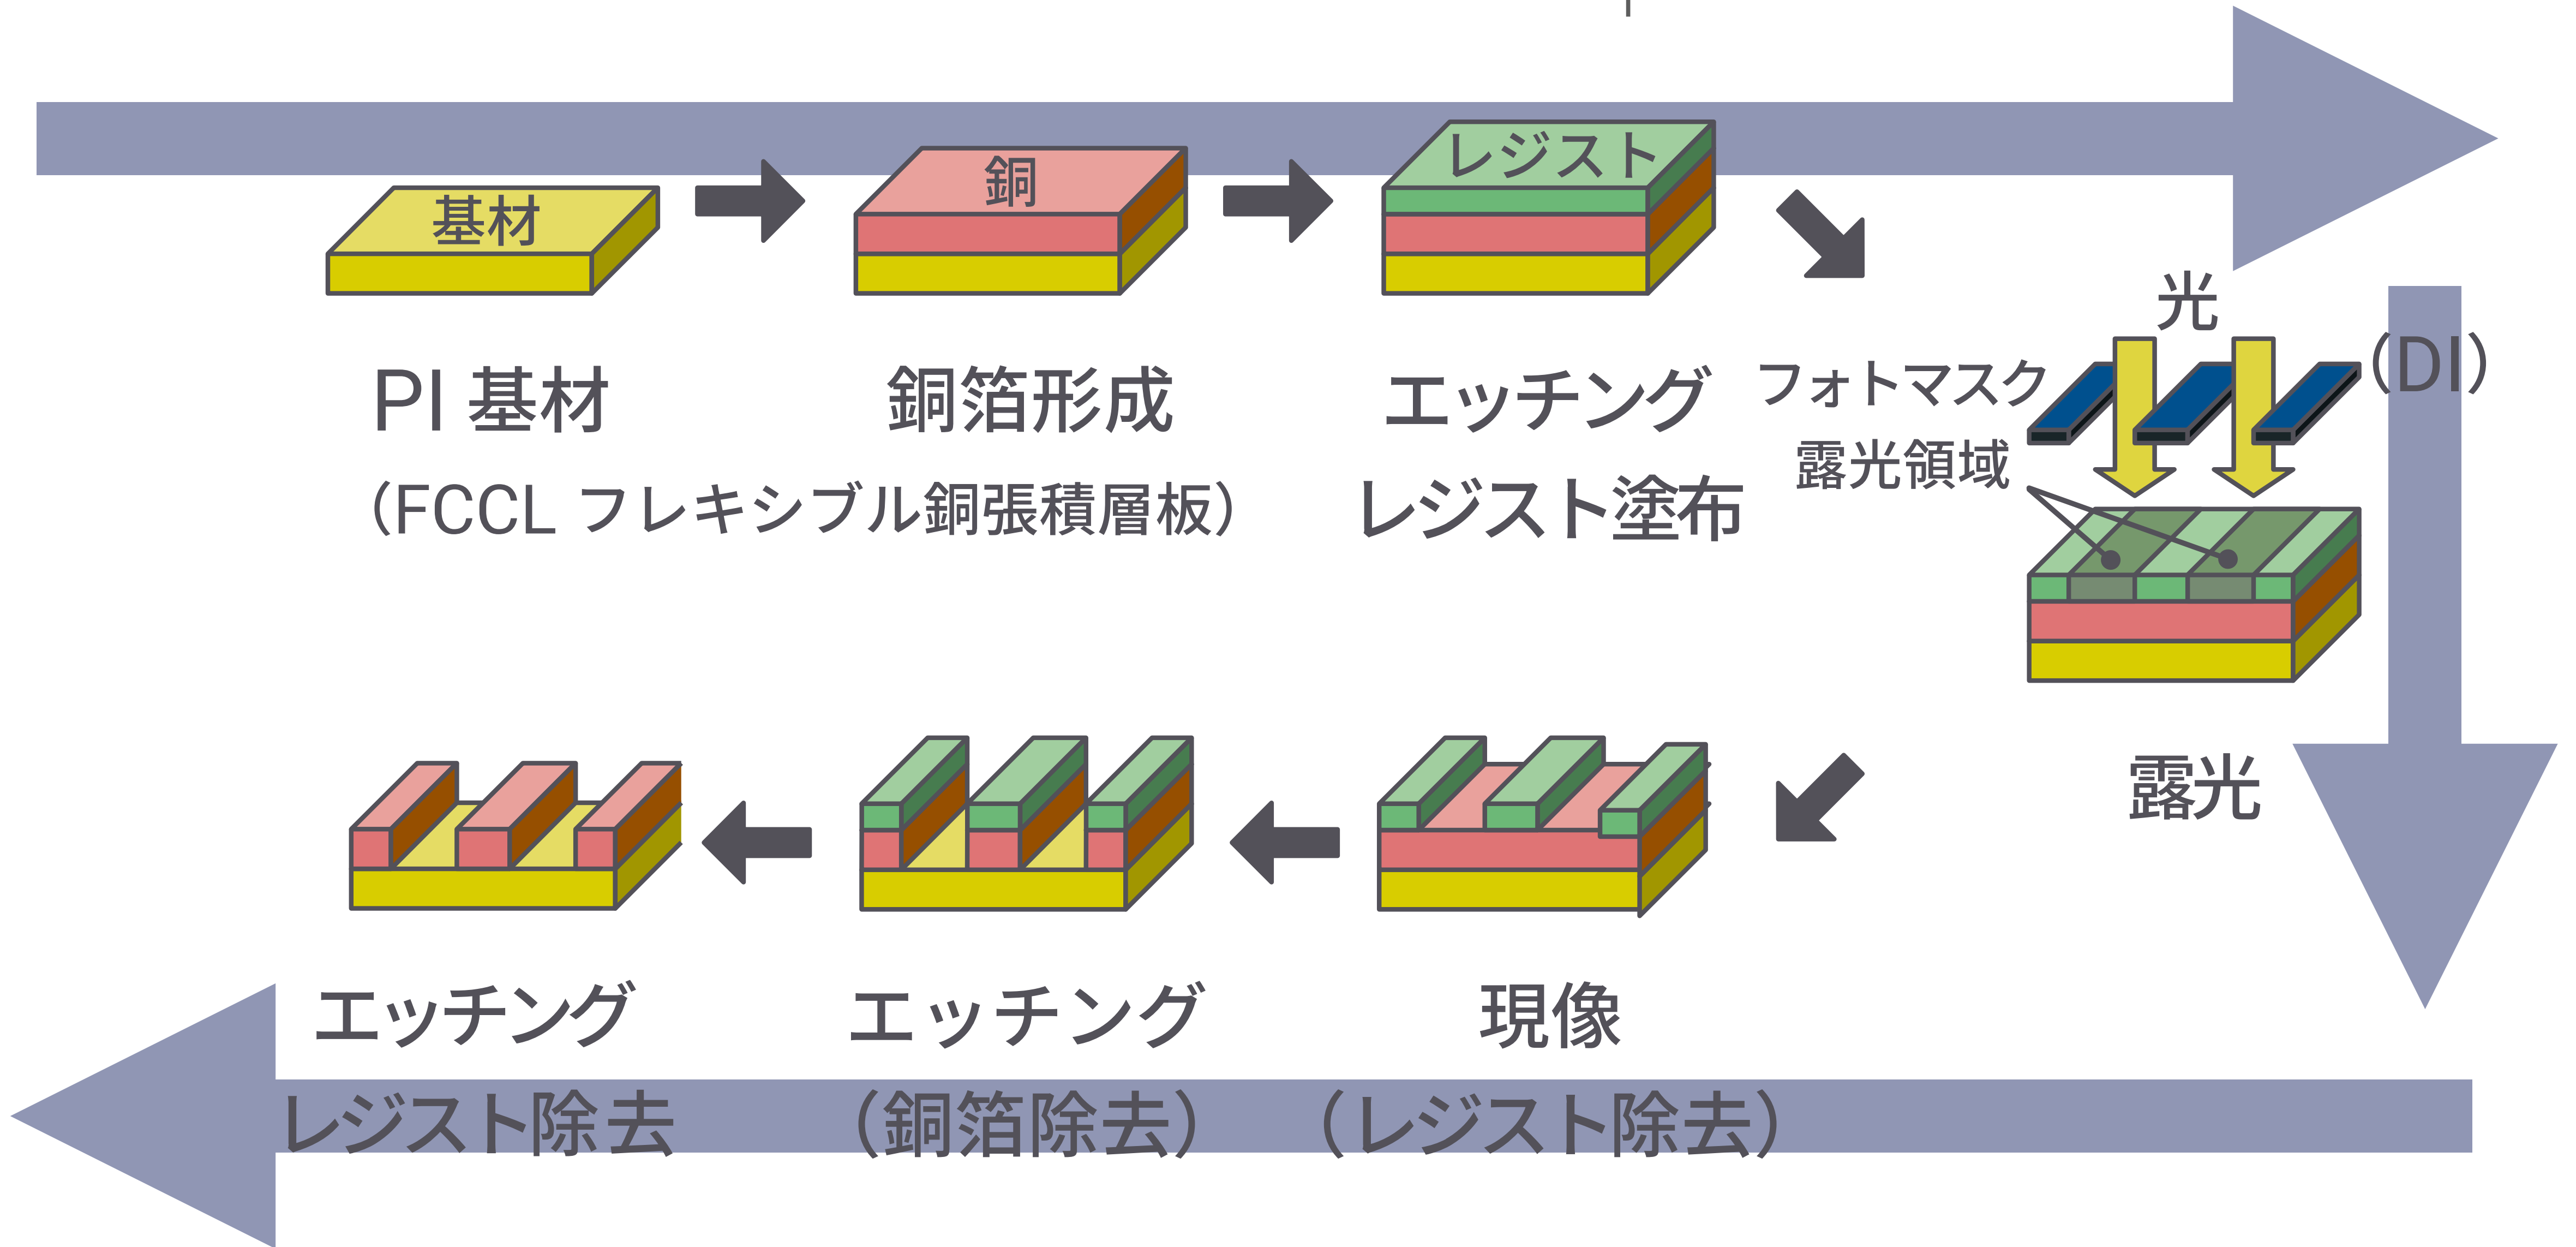 基材
銅
レジスト
PI 基材
銅箔形成
（FCCL フレキシブル銅張積層板）
エッチング
レジスト塗布
光
（DI）
フォトマスク
露光領域
露光
現像
（レジスト除去）
エッチング
（銅箔除去）
エッチング
レジスト除去